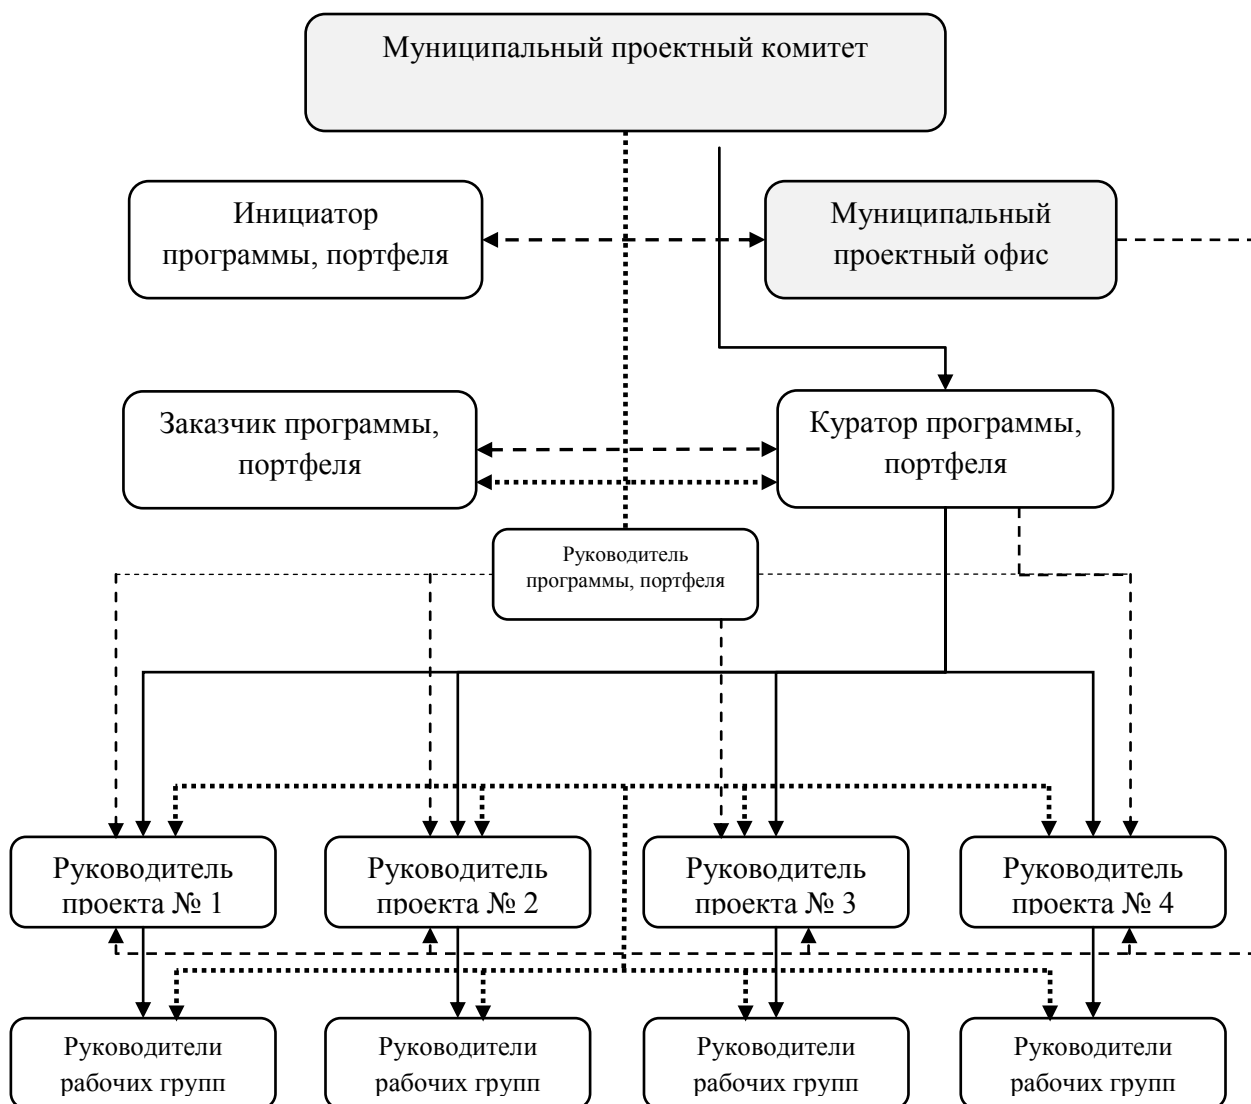 Муниципальный проектный комитет
Инициатор
программы, портфеля
Муниципальный
проектный офис
Заказчик программы,
портфеля
Куратор программы,
портфеля
Руководитель
программы, портфеля
Руководитель
проекта № 1
Руководитель
проекта № 2
Руководитель
проекта № 3
Руководитель
проекта № 4
Руководители
рабочих групп
Руководители
рабочих групп
Руководители
рабочих групп
Руководители
рабочих групп